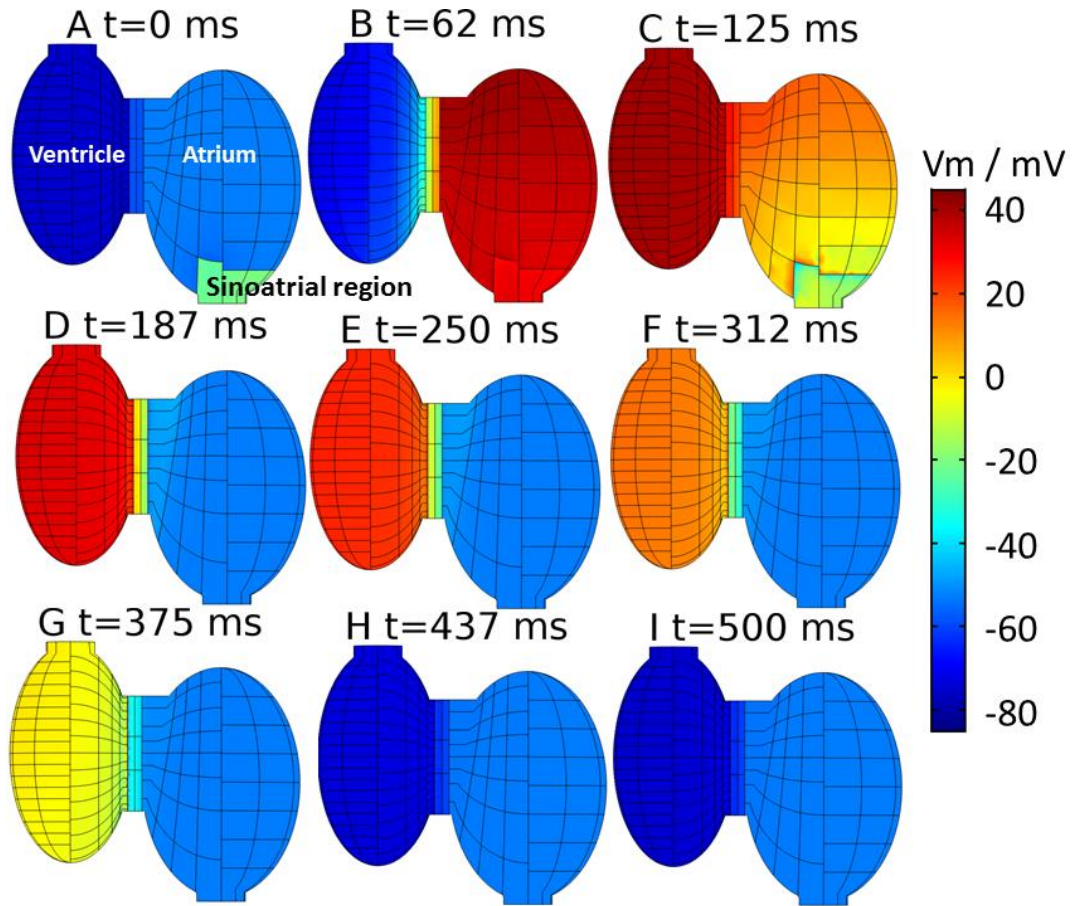 A t=0 ms
B t=62 ms
C t=125 ms
Ventricle
Atrium
Sinoatrial region
Vm / mV
40
20
0
-20
-40
-60
-80
D t=187 ms
E t=250 ms
F t=312 ms
G t=375 ms
H t=437 ms
I t=500 ms